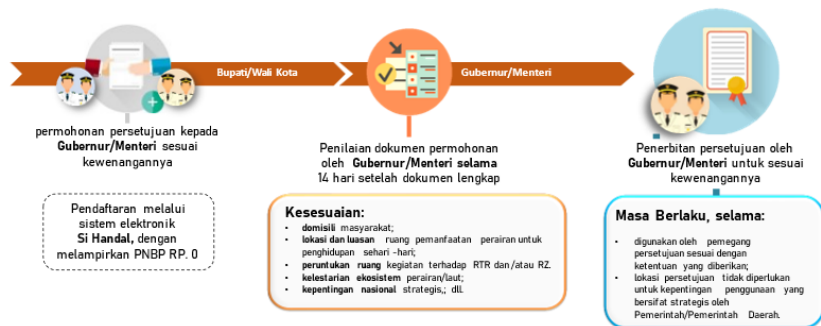 Bupati/Wali Kota
Gubernur/Menteri
permohonan persetujuan kepada
Gubernur/Menteri sesuai
kewenangannya
Pendaftaran melalui
sistem elektronik
Si Handal, dengan
melampirkan PNBP RP. 0
Penilaian dokumen permohonan
oleh Gubernur/Menteri selama
14 hari setelah dokumen lengkap
Kesesuaian:
• domisili masyarakat;
• lokasi dan luasan ruang pemanfaatan perairan untuk
penghidupan sehari -hari;
• peruntukan ruang kegiatan terhadap RTR dan/atau RZ.
• kelestarian ekosistem perairan/laut;
• kepentingan nasional strategis,; dll.
Penerbitan persetujuan oleh
Gubernur/Menteri untuk sesuai
kewenangannya
Masa Berlaku, selama:
• digunakan oleh pemegang
persetujuan sesuai dengan
ketentuan yang diberikan;
• lokasi persetujuan tidak diperlukan
untuk kepentingan penggunaan yang
bersifat strategis oleh
Pemerintah/Pemerintah Daerah.